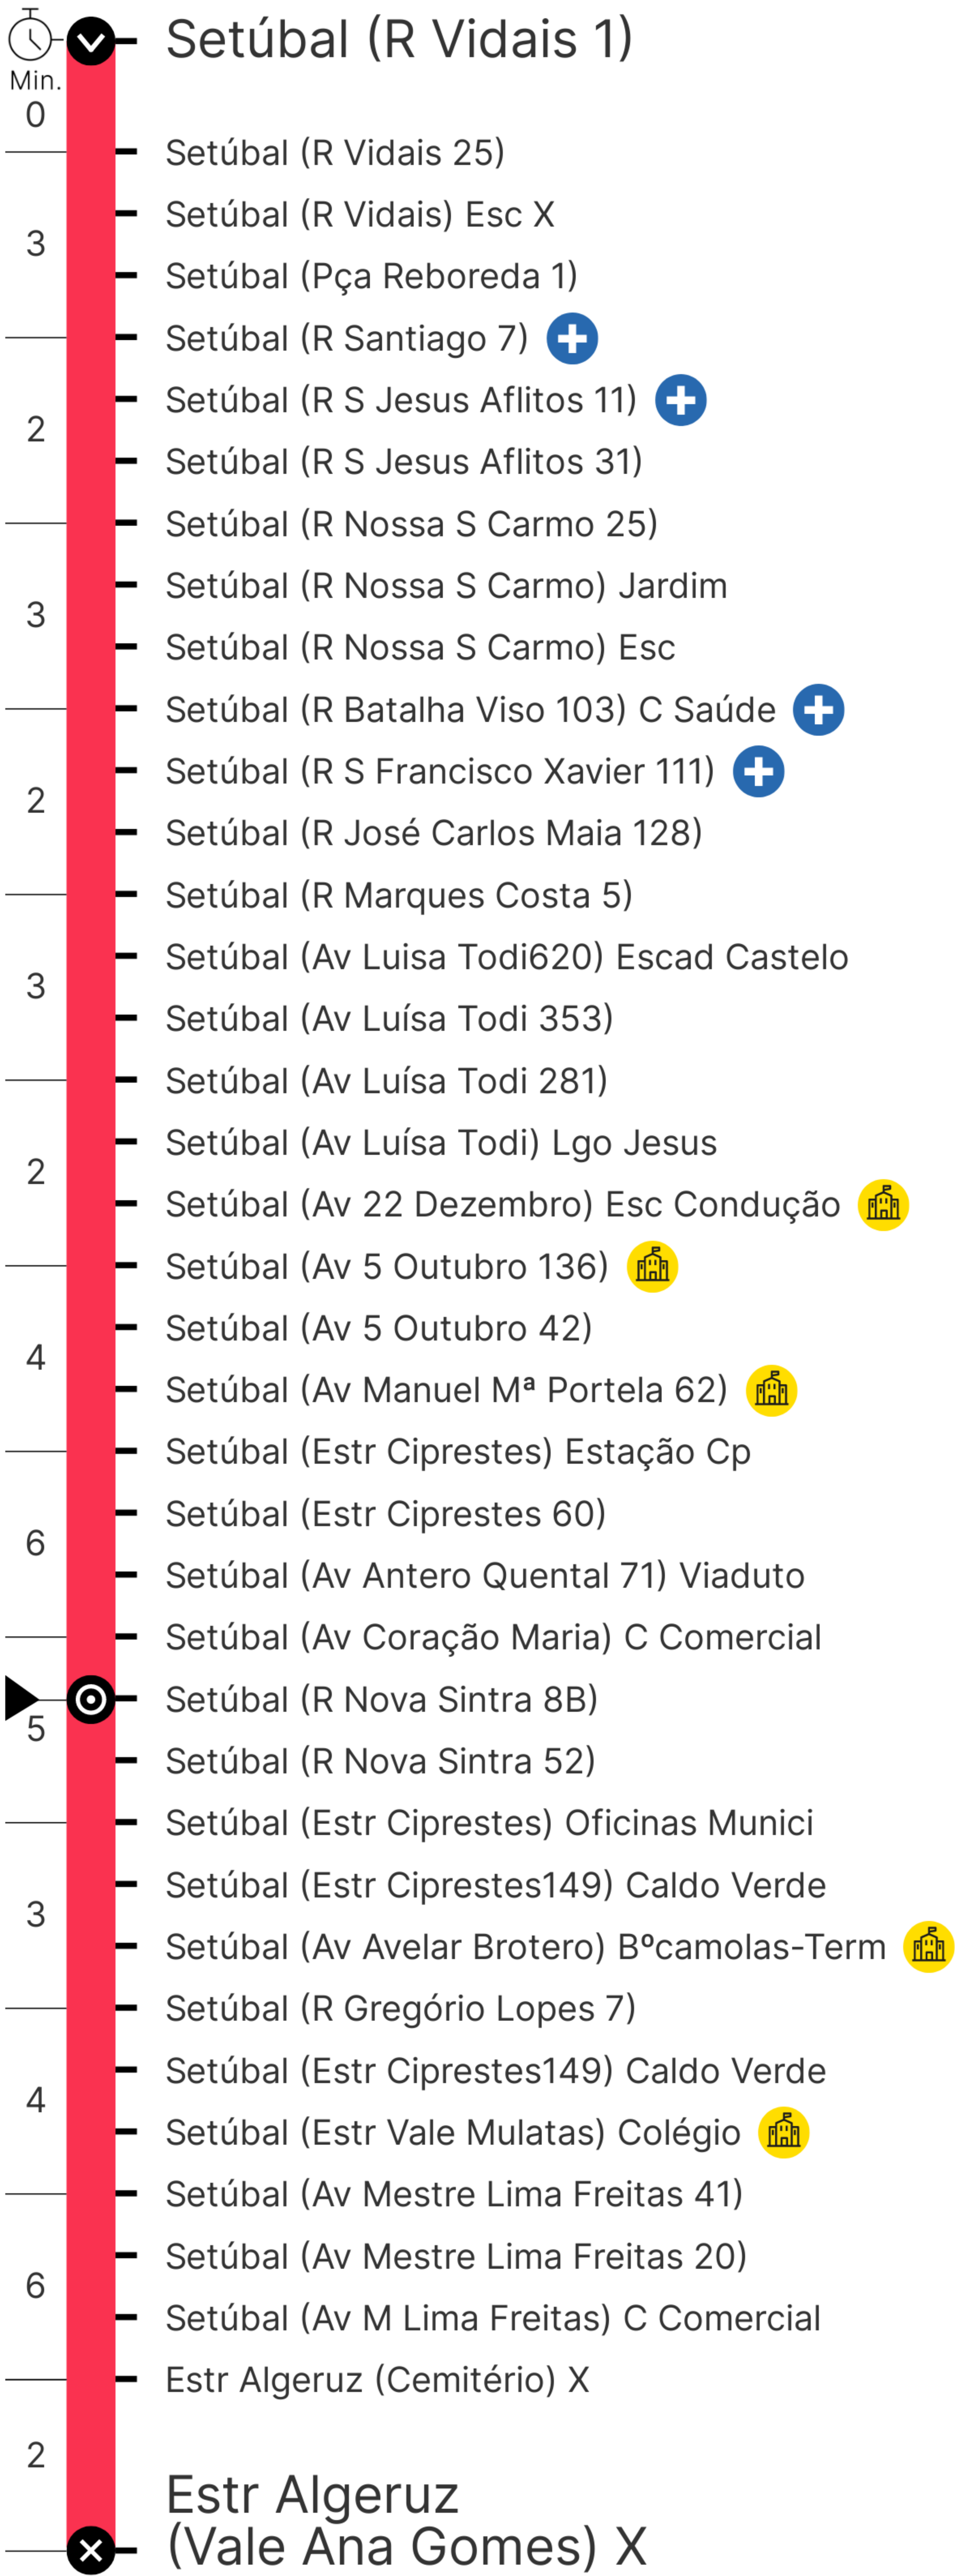 Setúbal (R Vidais 1)
Min.
0
Setúbal (R Vidais 25)
Setúbal (R Vidais) Esc X
3
Setúbal (Pça Reboreda 1)
Setúbal (R Santiago 7)
Setúbal (R S Jesus Aflitos 11)
2
Setúbal (R S Jesus Aflitos 31)
Setúbal (R Nossa S Carmo 25)
Setúbal (R Nossa S Carmo) Jardim
3
Setúbal (R Nossa S Carmo) Esc
Setúbal (R Batalha Viso 103) C Saúde
Setúbal (R S Francisco Xavier 111)
2
Setúbal (R José Carlos Maia 128)
Setúbal (R Marques Costa 5)
Setúbal (Av Luisa Todi620) Escad Castelo
3
Setúbal (Av Luísa Todi 353)
Setúbal (Av Luísa Todi 281)
Setúbal (Av Luísa Todi) Lgo Jesus
2
Setúbal (Av 22 Dezembro) Esc Condução
Setúbal (Av 5 Outubro 136)
Setúbal (Av 5 Outubro 42)
4
Setúbal (Av Manuel Mª Portela 62)
Setúbal (Estr Ciprestes) Estação Cp
Setúbal (Estr Ciprestes 60)
6
Setúbal (Av Antero Quental 71) Viaduto
Setúbal (Av Coração Maria) C Comercial
Setúbal (R Nova Sintra 8B)
5
Setúbal (R Nova Sintra 52)
Setúbal (Estr Ciprestes) Oficinas Munici
Setúbal (Estr Ciprestes149) Caldo Verde
3
Setúbal (Av Avelar Brotero) Bºcamolas-Term
Setúbal (R Gregório Lopes 7)
Setúbal (Estr Ciprestes149) Caldo Verde
4
Setúbal (Estr Vale Mulatas) Colégio
Setúbal (Av Mestre Lima Freitas 41)
Setúbal (Av Mestre Lima Freitas 20)
6
Setúbal (Av M Lima Freitas) C Comercial
Estr Algeruz (Cemitério) X
2
Estr Algeruz
(Vale Ana Gomes) X